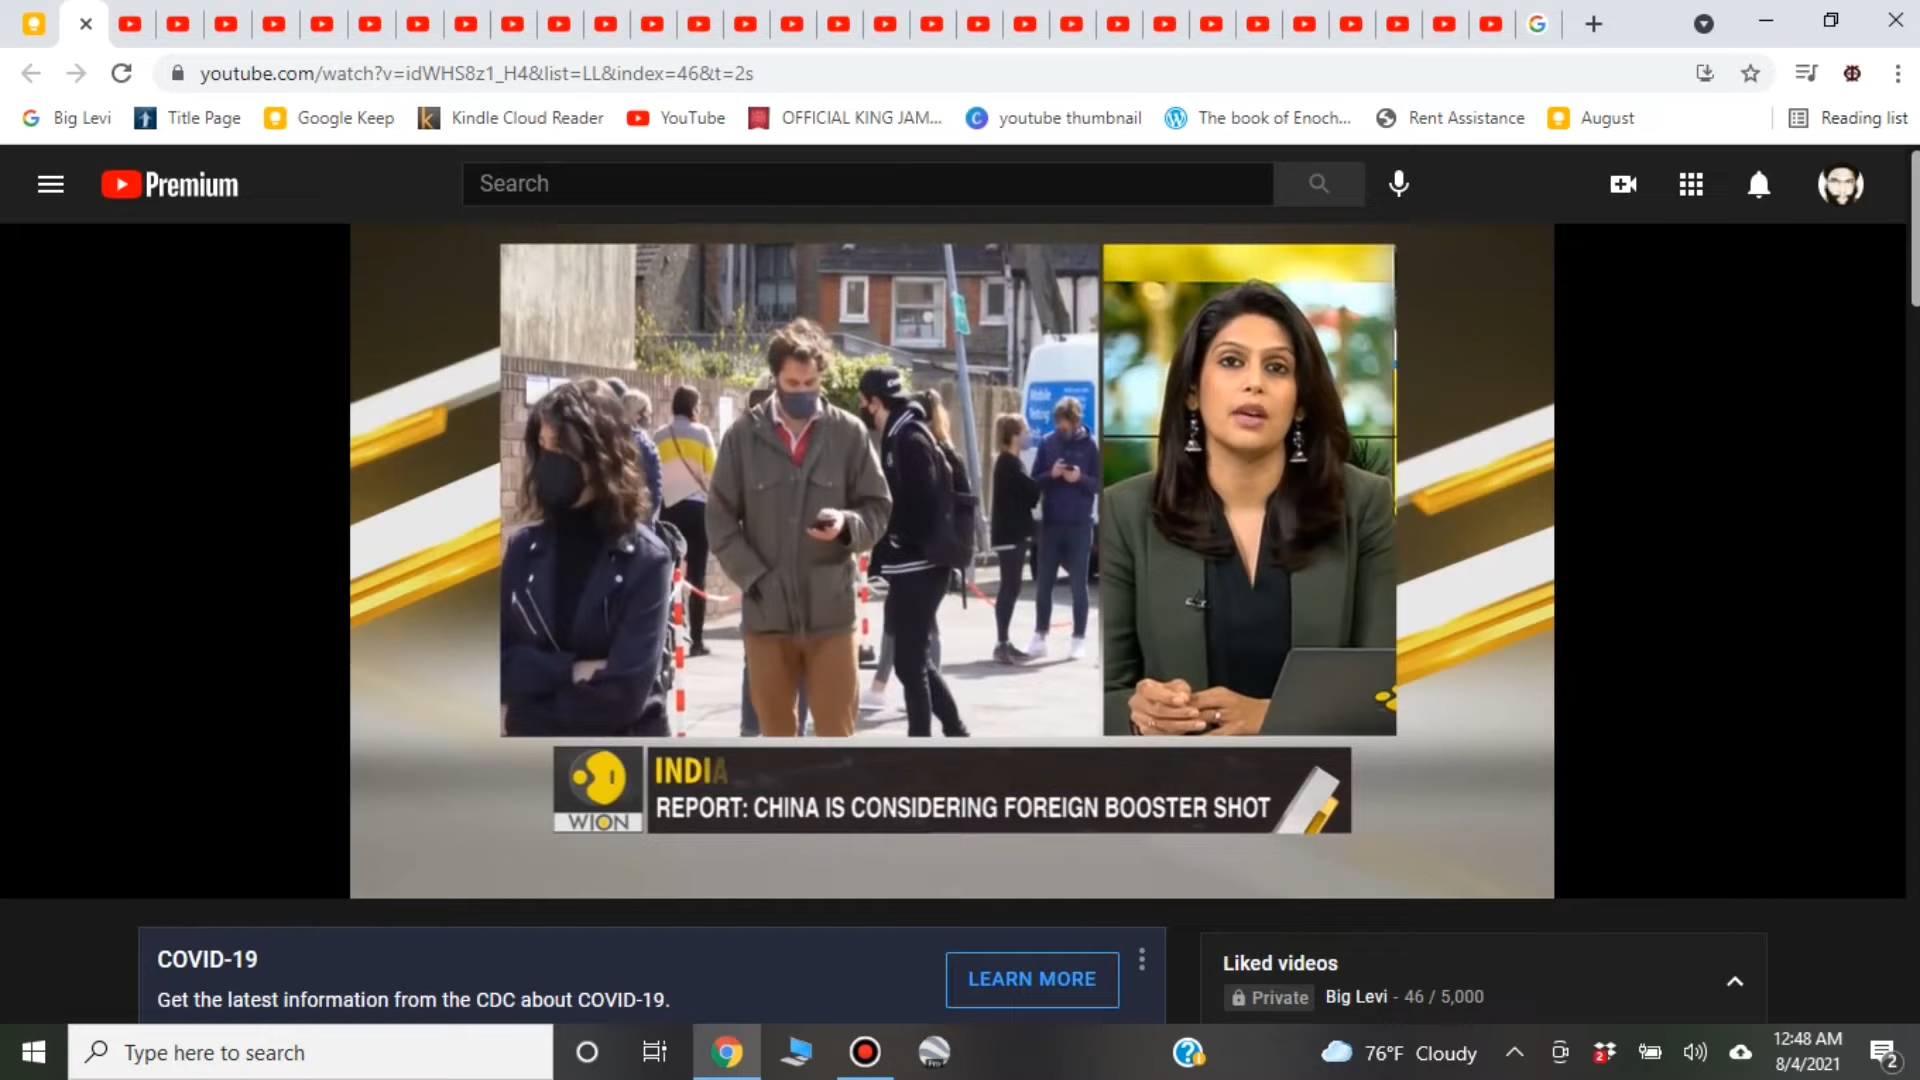 youtube.com/watch?v=idWHS8z1_H4&list=LL&index=46&t=2s
Big Levi
Title Page
Google Keep
Kindle Cloud Reader
YouTube
OFFICIAL KING JAM...
youtube thumbnail
The book of Enoch...
Rent Assistance
August
Reading list
Premium
Search
Mobile
Testing
INDIA
REPORT: CHINA IS CONSIDERING FOREIGN BOOSTER SHOT
WION
COVID-19
Get the latest information from the CDC about COVID-19.
LEARN MORE
Liked videos
Private Big Levi - 46 / 5,000
Type here to search
76°F Cloudy
12:48 AM
8/4/2021
2
2